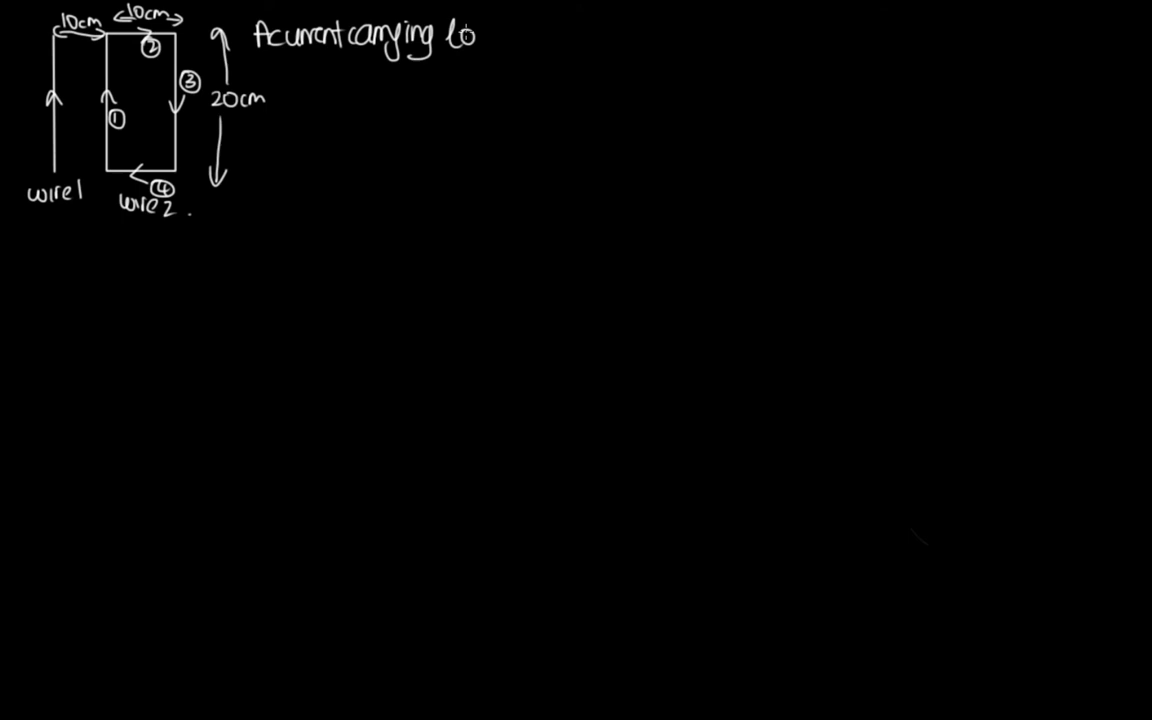 10cm 10cm
A current carrying lo
②
③
20cm
①
wire1
④
wire2.